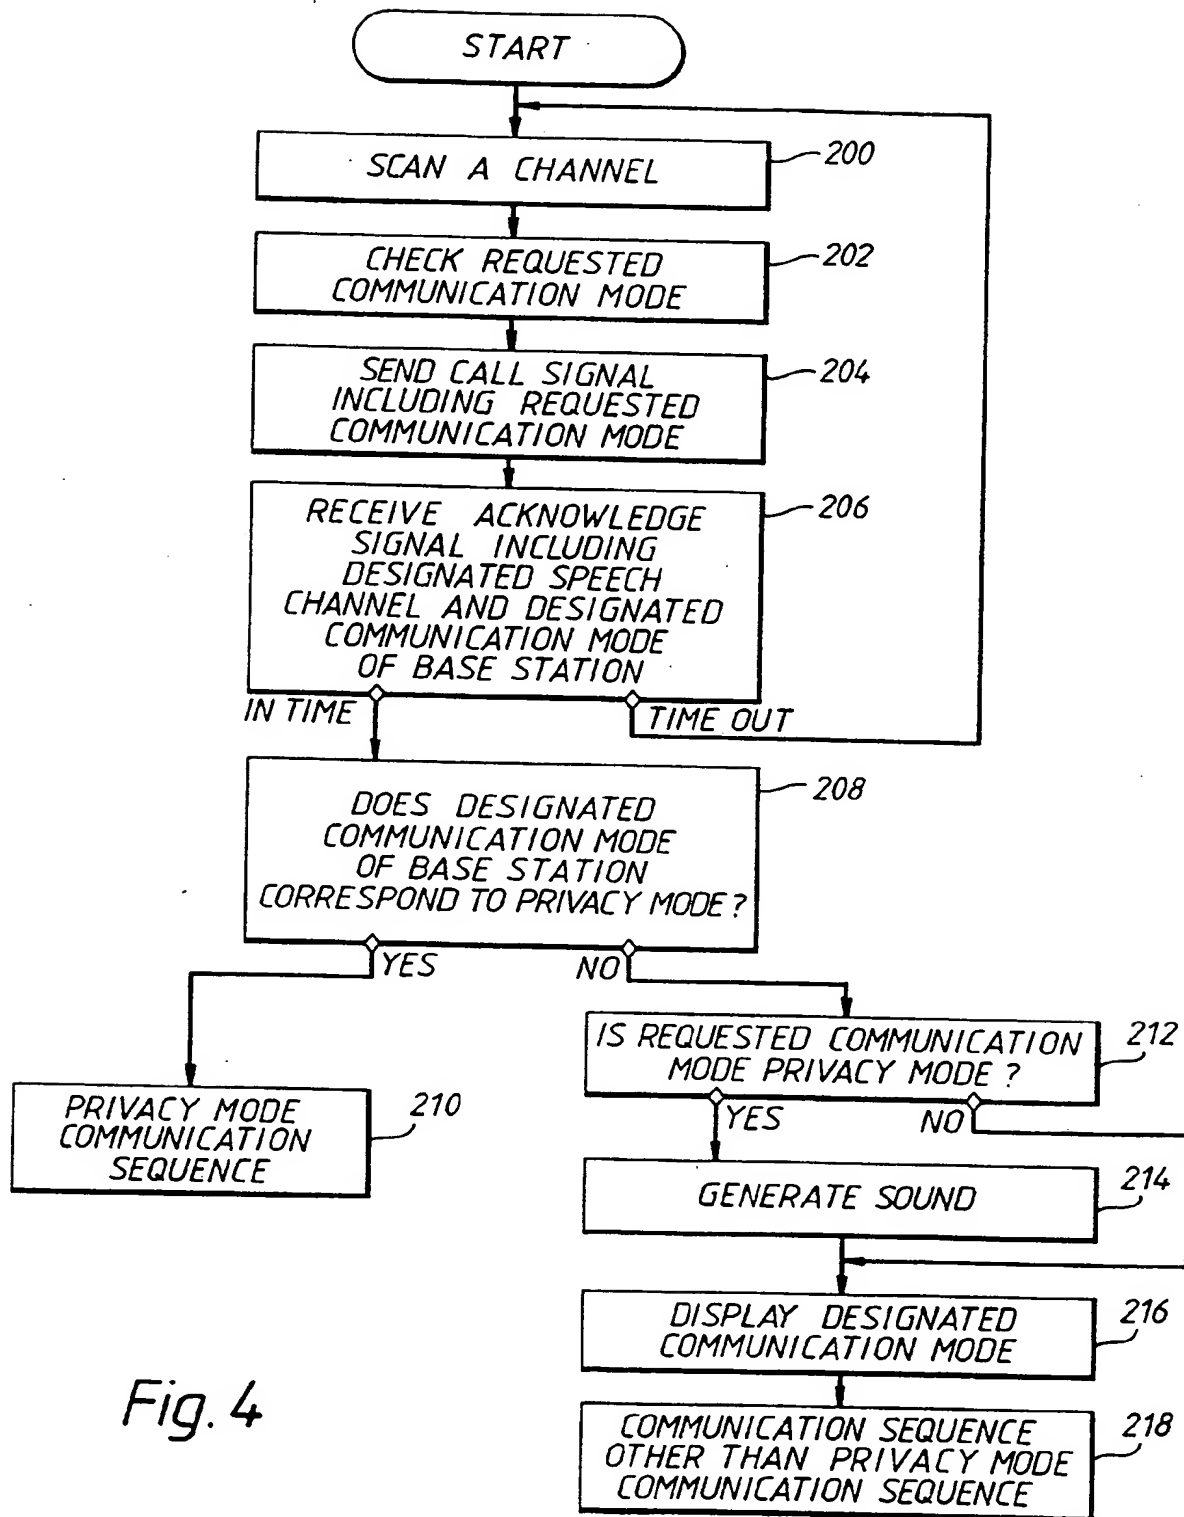 START
SCAN A CHANNEL
200
CHECK REQUESTED
COMMUNICATION MODE
202
SEND CALL SIGNAL
INCLUDING REQUESTED
COMMUNICATION MODE
204
RECEIVE ACKNOWLEDGE
SIGNAL INCLUDING
DESIGNATED SPEECH
CHANNEL AND DESIGNATED
COMMUNICATION MODE
OF BASE STATION
206
IN TIME
TIME OUT
DOES DESIGNATED
COMMUNICATION MODE
OF BASE STATION
CORRESPOND TO PRIVACY MODE?
208
YES
NO
PRIVACY MODE
COMMUNICATION
SEQUENCE
210
IS REQUESTED COMMUNICATION
MODE PRIVACY MODE?
212
YES
NO
GENERATE SOUND
214
DISPLAY DESIGNATED
COMMUNICATION MODE
216
COMMUNICATION SEQUENCE
OTHER THAN PRIVACY MODE
COMMUNICATION SEQUENCE
218
Fig. 4